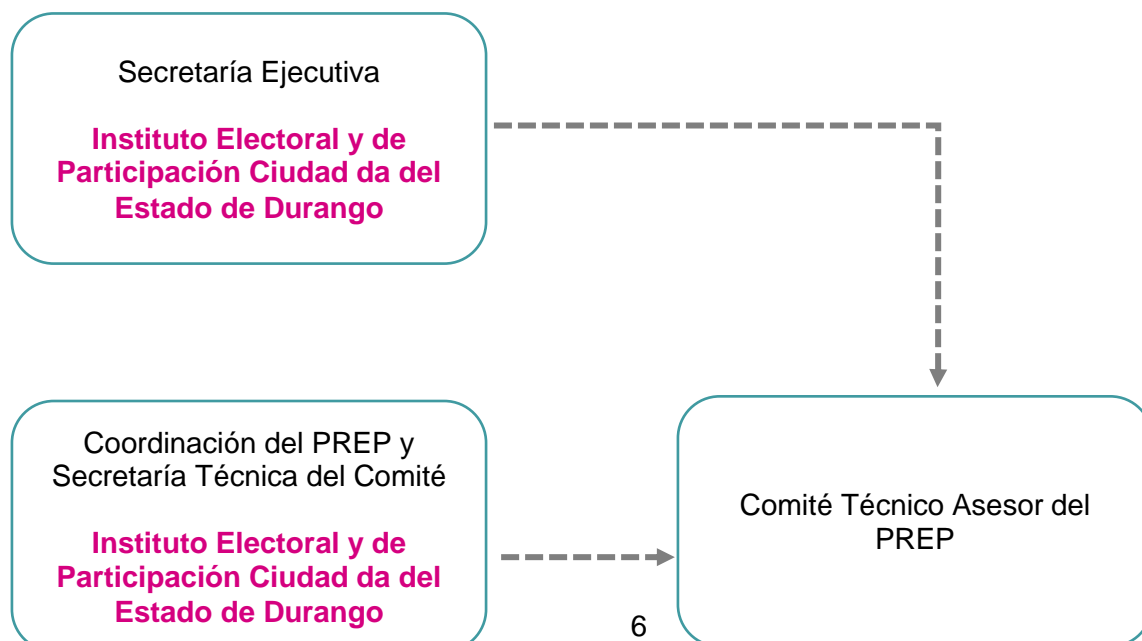 Secretaría Ejecutiva
Instituto Electoral y de
Participación Ciudad da del
Estado de Durango
Coordinación del PREP y
Secretaría Técnica del Comité
Instituto Electoral y de
Participación Ciudad da del
Estado de Durango
Comité Técnico Asesor del
PREP
6